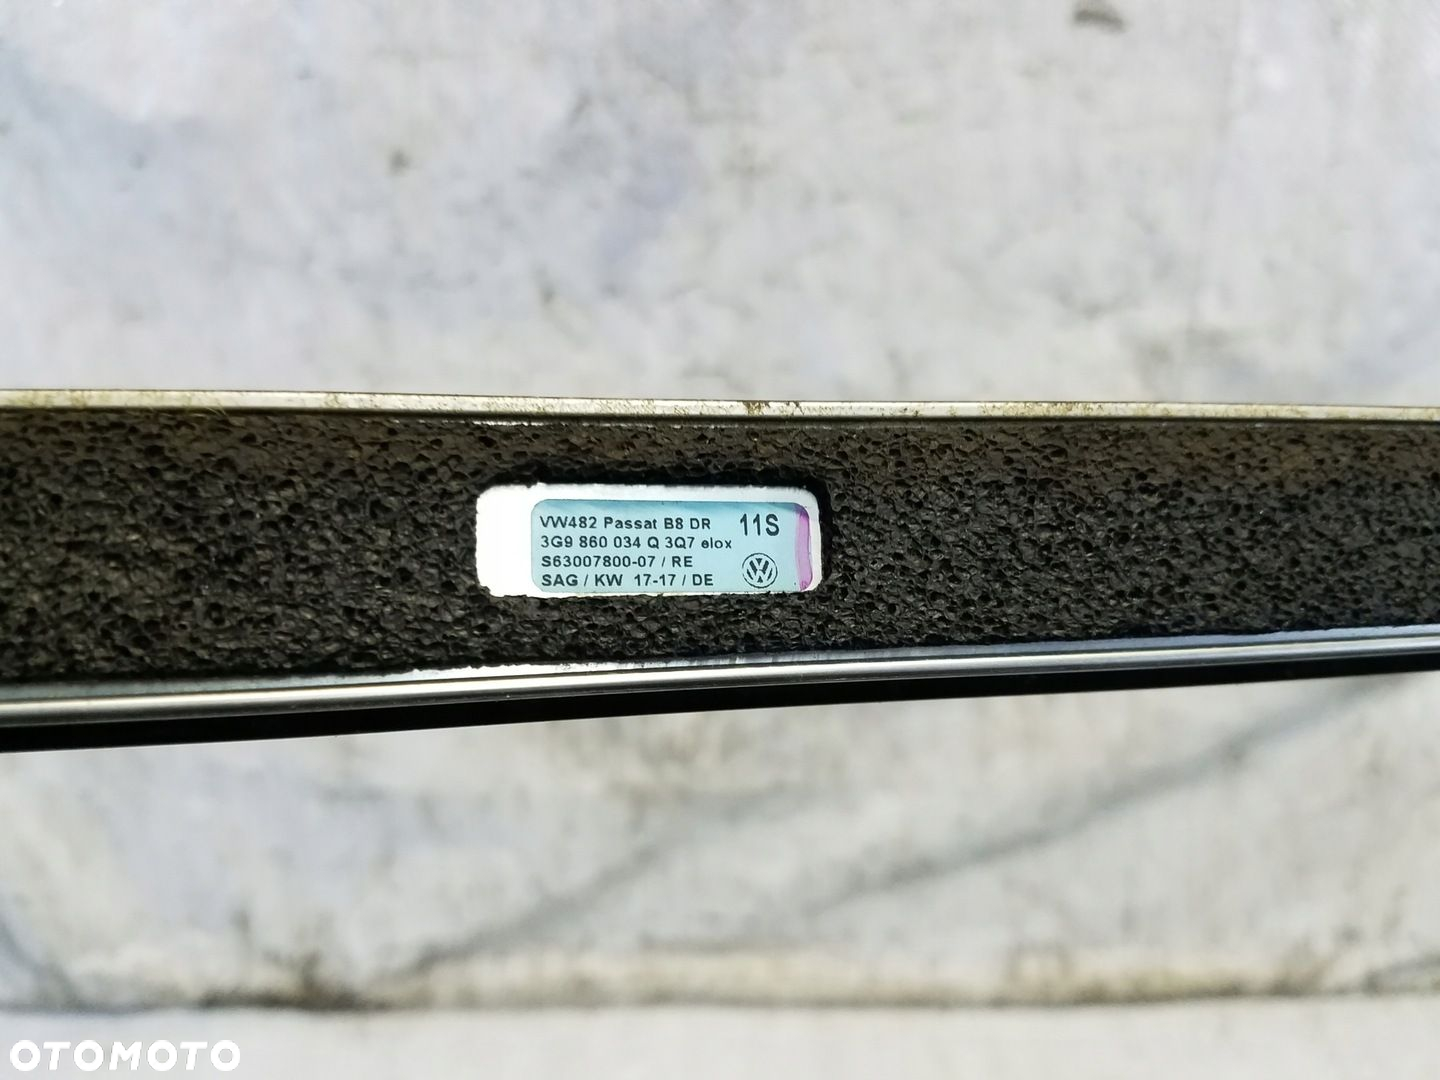 VW482 Passat B8 DR 11S
3G9 860 034 Q 3Q7 elox
S63007800-07 / RE
SAG / KW 17-17 / DE
OTOMOTO